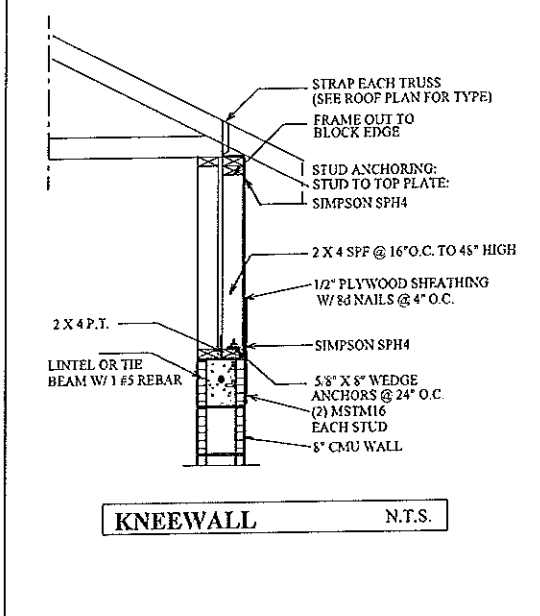 STRAP EACH TRUSS
(SEE ROOF PLAN FOR TYPE)
FRAME OUT TO
BLOCK EDGE
STUD ANCHORING:
STUD TO TOP PLATE:
SIMPSON SPH4
2 X 4 SPF @ 16"O.C. TO 48" HIGH
1/2" PLYWOOD SHEATHING
W/ 8d NAILS @ 4" O.C.
2 X 4 P.T.
SIMPSON SPH4
LINTEL OR TIE
BEAM W/ 1 #5 REBAR
5/8" X 8" WEDGE
ANCHORS @ 24" O.C.
(2) MSTM16
EACH STUD
8" CMU WALL
KNEEWALL N.T.S.